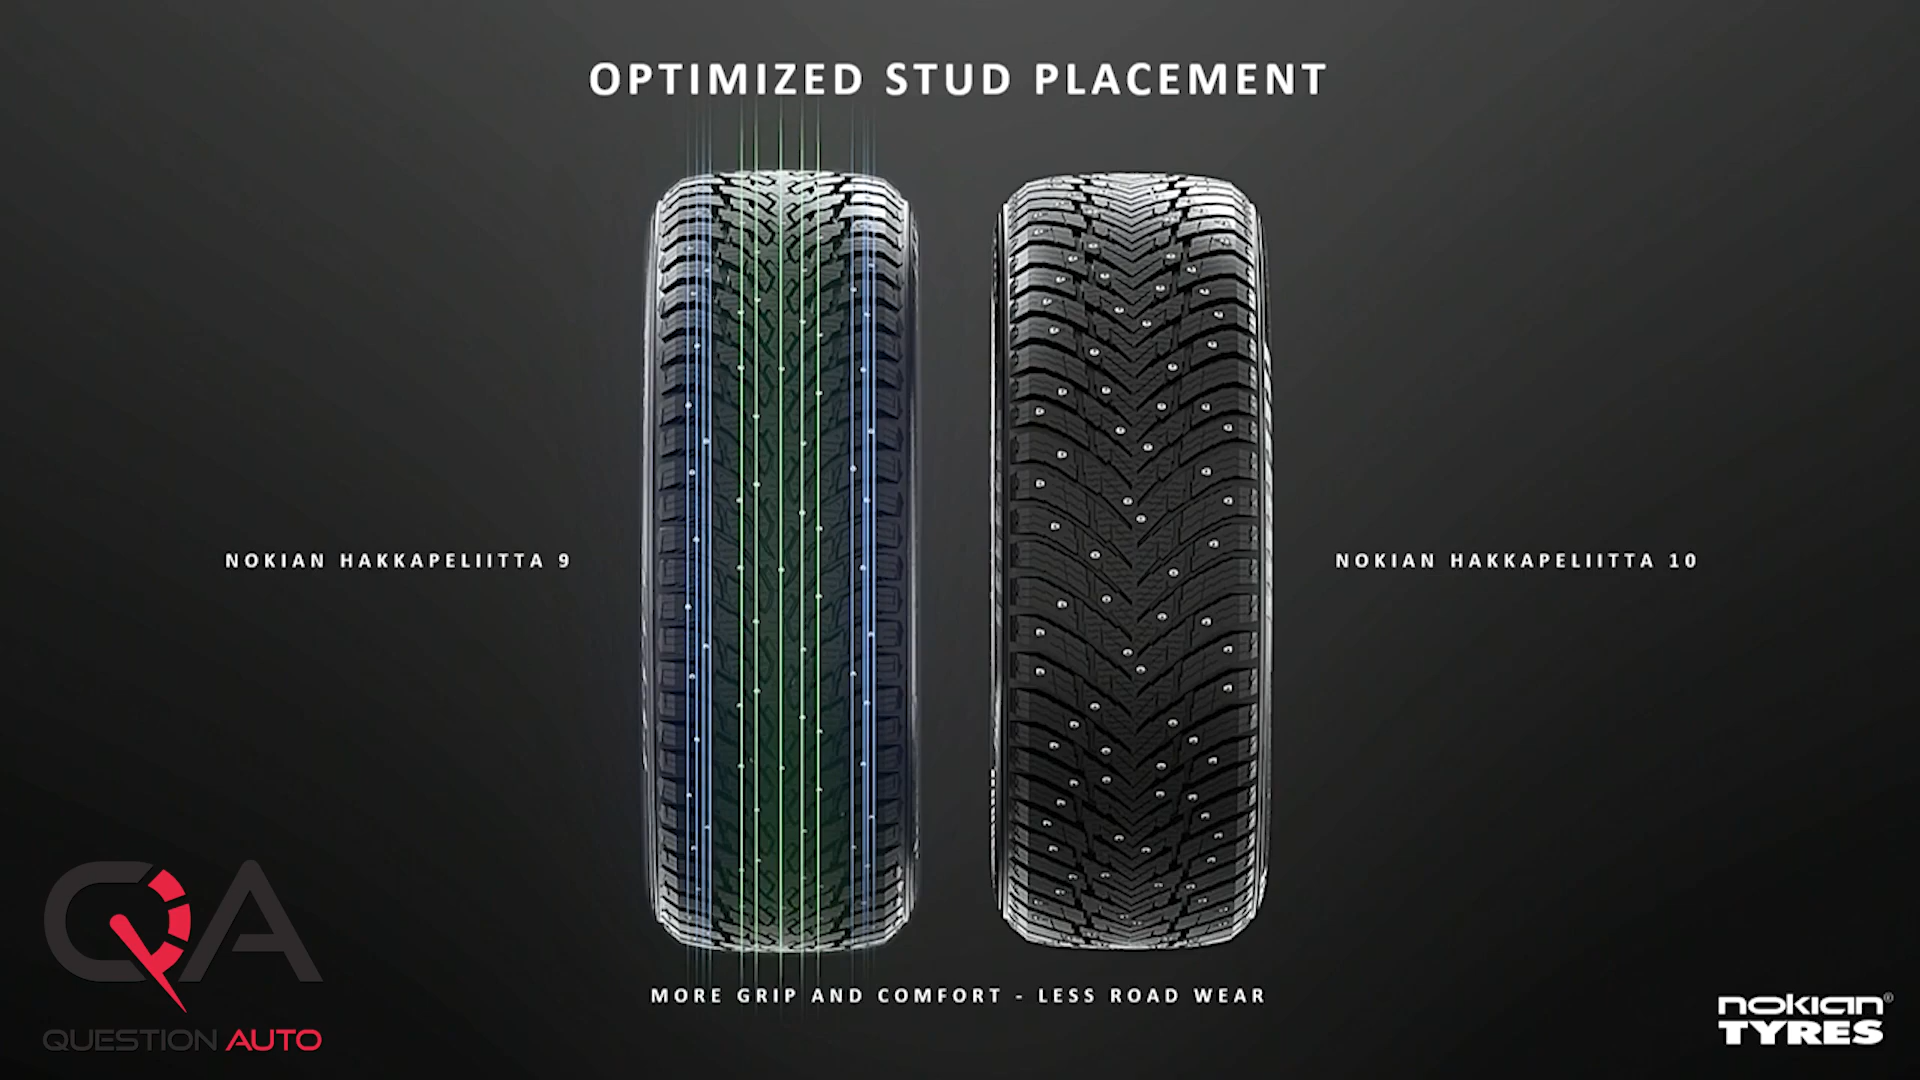 OPTIMIZED STUD PLACEMENT
NOKIAN HAKKAPELIITTA 9
NOKIAN HAKKAPELIITTA 10
MORE GRIP AND COMFORT - LESS ROAD WEAR
QA
QUESTION AUTO
nokian®
TYRES